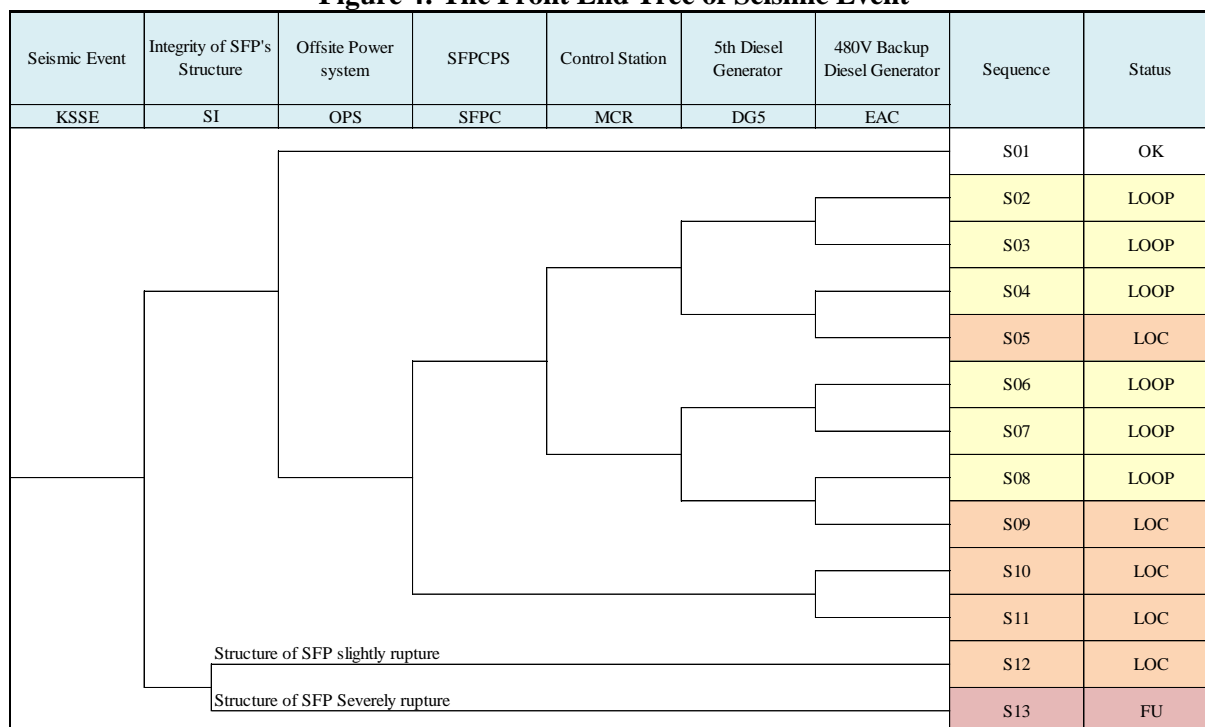 Figure 4: The Front End Tree of Seismic Event
Seismic Event
Integrity of SFP's
Structure
Offsite Power
system
SFPCPS
Control Station
5th Diesel
Generator
480V Backup
Diesel Generator
Sequence
Status
KSSE
SI
OPS
SFPC
MCR
DG5
EAC
S01
OK
S02
LOOP
S03
LOOP
S04
LOOP
S05
LOC
S06
LOOP
S07
LOOP
S08
LOOP
S09
LOC
S10
LOC
S11
LOC
Structure of SFP slightly rupture
S12
LOC
Structure of SFP Severely rupture
S13
FU